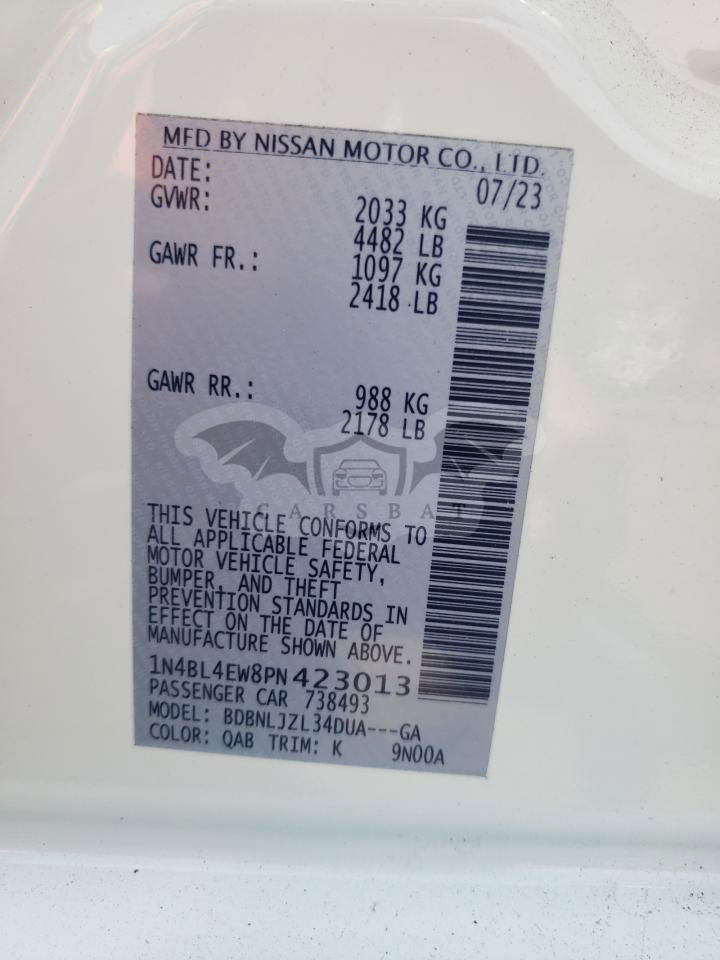 MFD BY NISSAN MOTOR CO., LTD.
DATE: 07/23
GVWR: 2033 KG
4482 LB
GAWR FR.: 1097 KG
2418 LB
GAWR RR.: 988 KG
2178 LB
CARSBAT
THIS VEHICLE CONFORMS TO
ALL APPLICABLE FEDERAL
MOTOR VEHICLE SAFETY,
BUMPER, AND THEFT
PREVENTION STANDARDS IN
EFFECT ON THE DATE OF
MANUFACTURE SHOWN ABOVE.
1N4BL4EW8PN423013
PASSENGER CAR 738493
MODEL: BDBNLJZL34DUA---GA
COLOR: QAB TRIM: K 9N00A